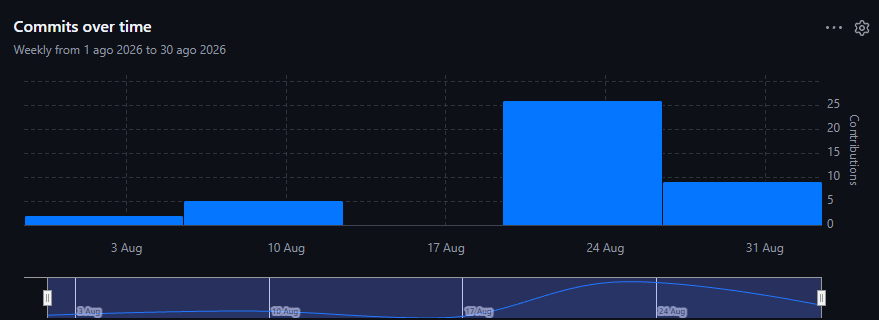 Commits over time
Weekly from 1 ago 2026 to 30 ago 2026
25
20
15
10
5
0
Contributions
3 Aug
10 Aug
17 Aug
24 Aug
31 Aug
3 Aug
10 Aug
17 Aug
24 Aug